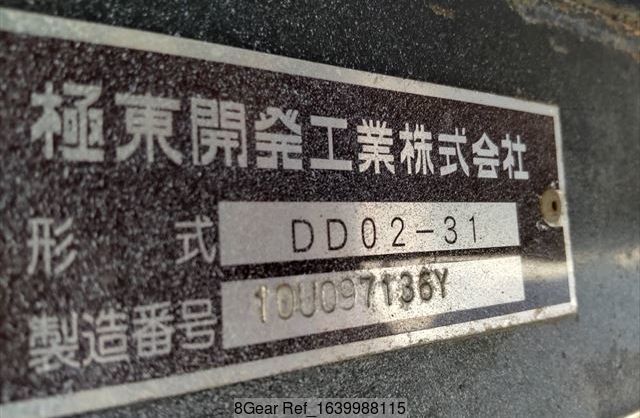 極東開発工業株式会社
形 式 DD02-31
製造番号 10U097136Y
8Gear Ref_1639988115